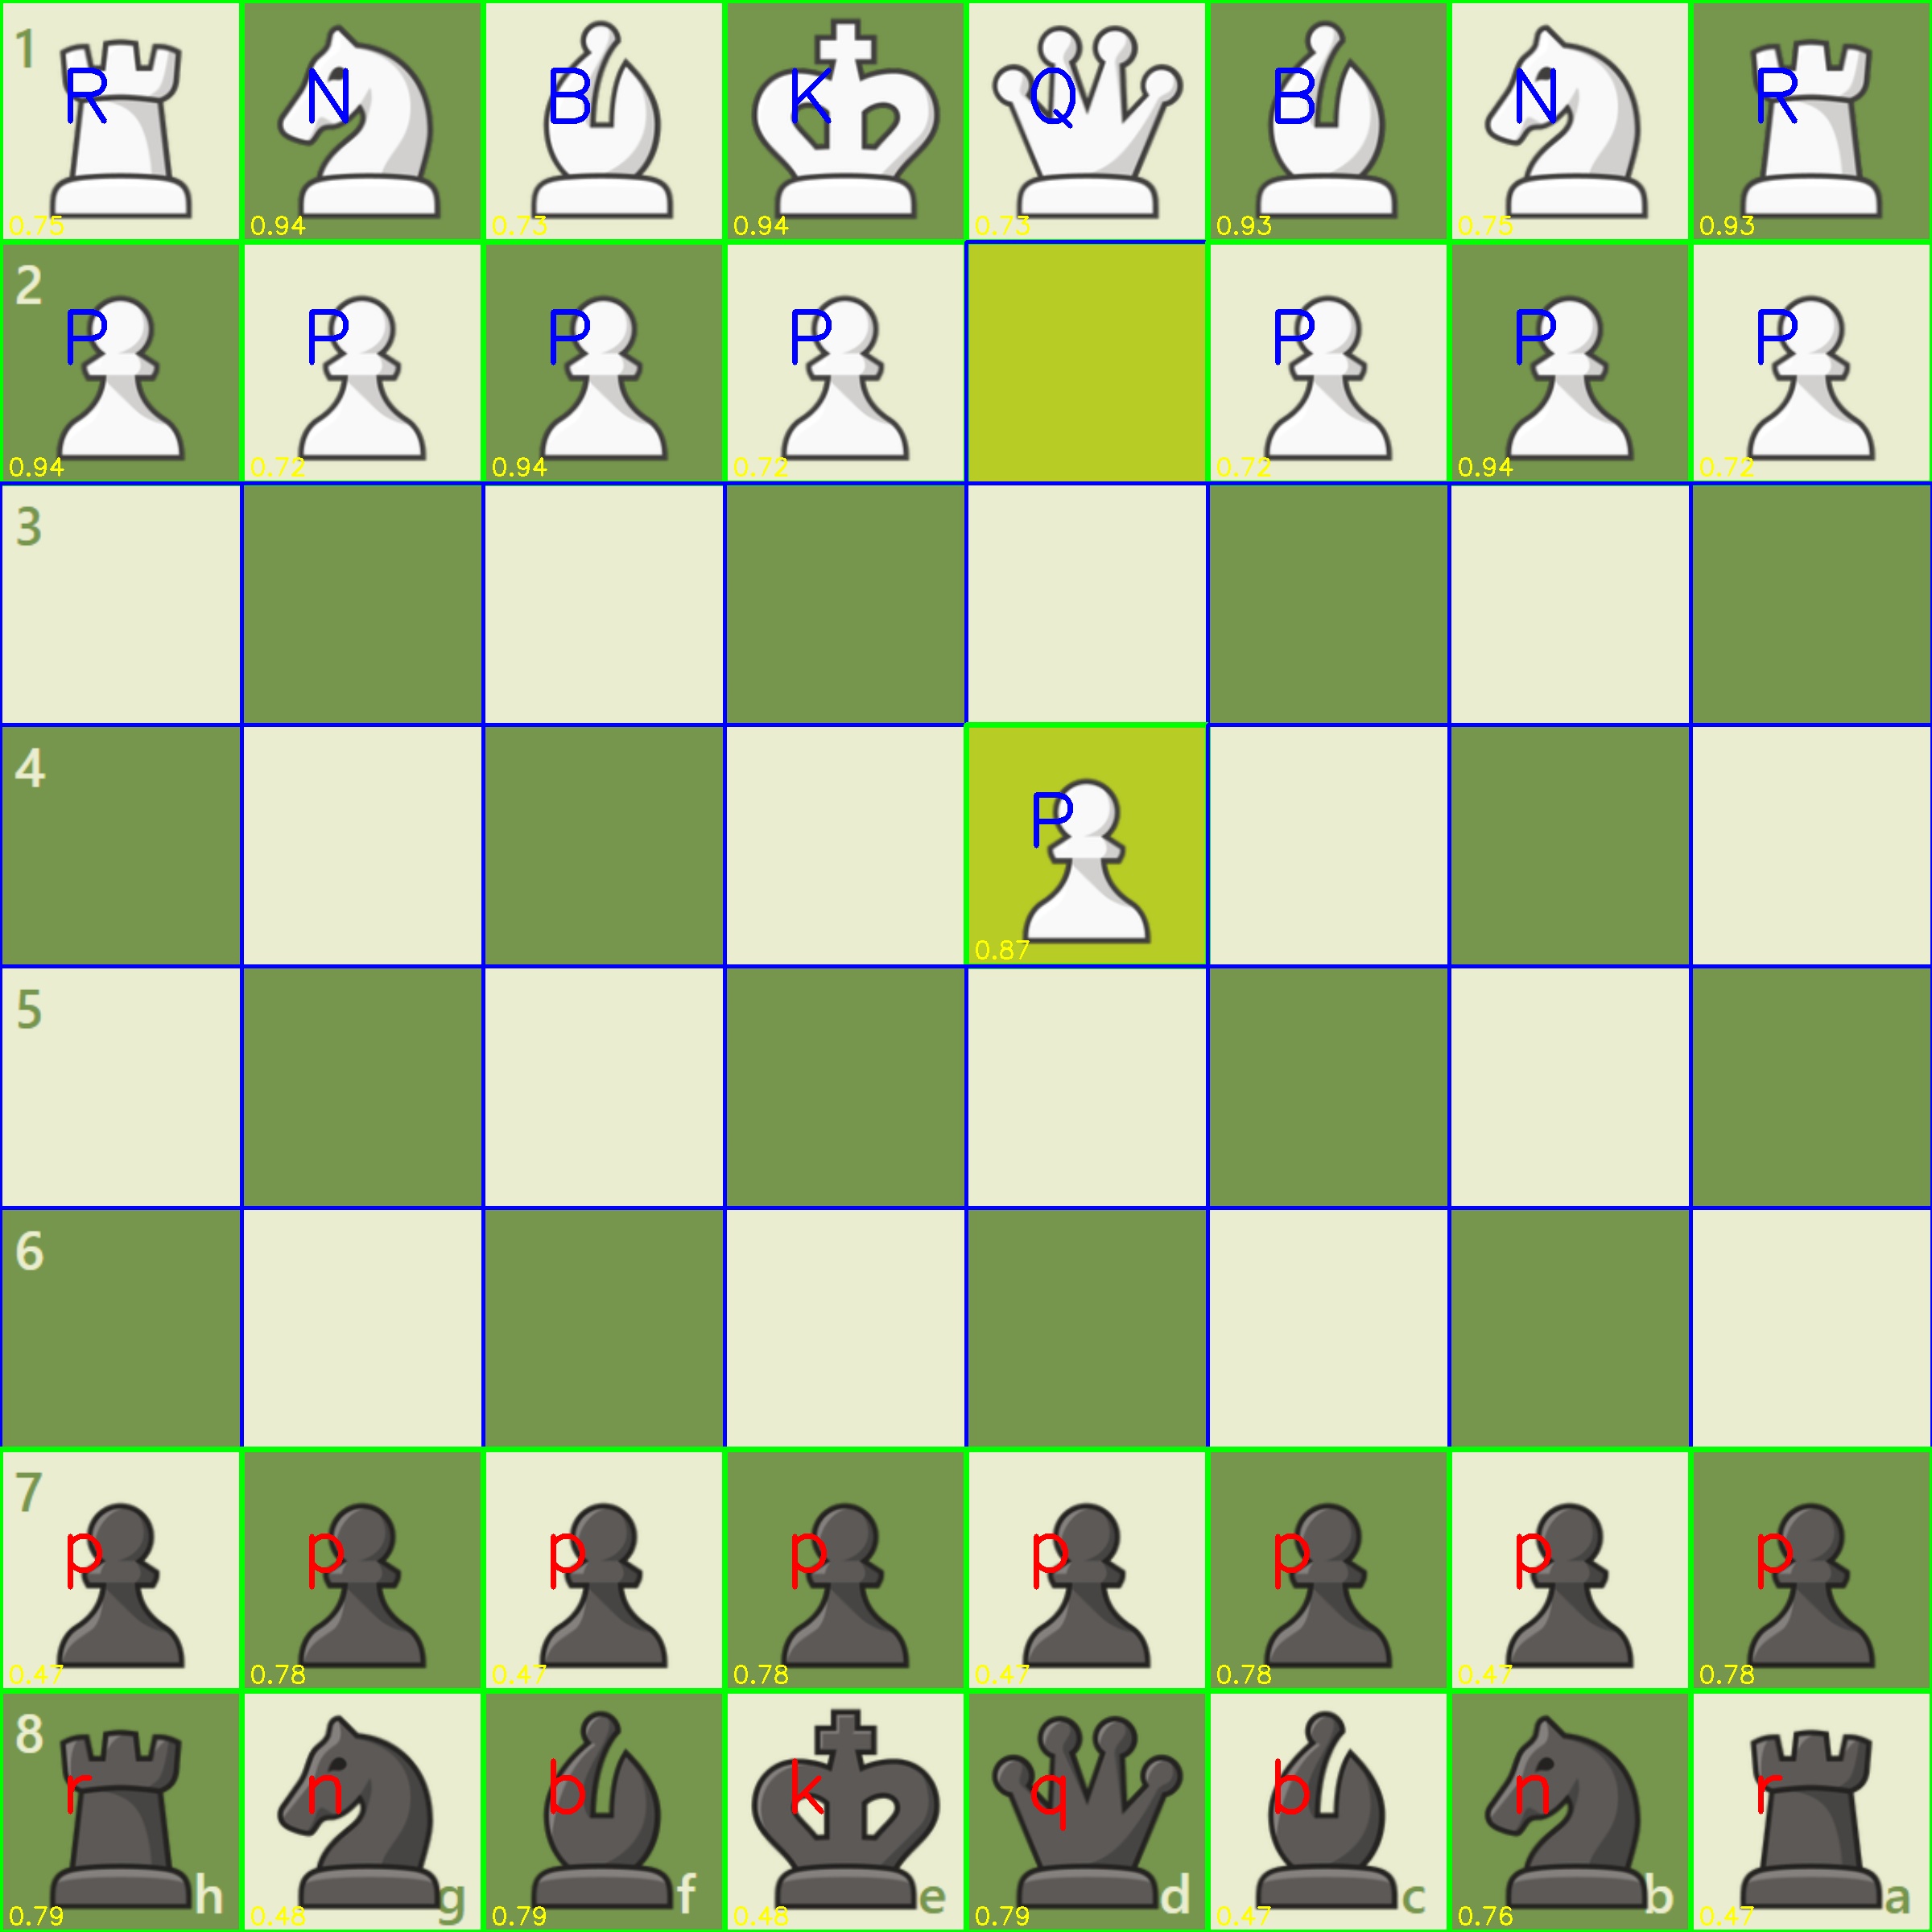 1 R N B K Q B N R
0.75 0.94 0.73 0.94 0.73 0.93 0.75 0.93
2 P P P P P P P
0.94 0.72 0.94 0.72 0.72 0.94 0.72
3
4 P
0.87
5
6
7 p p p p p p p p
0.47 0.78 0.47 0.78 0.47 0.78 0.47 0.78
8 r n b k q b n r
h g f e d c b a
0.79 0.48 0.79 0.48 0.79 0.47 0.76 0.47